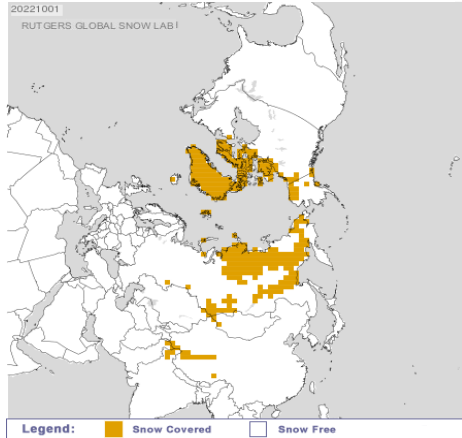 20221001
RUTGERS GLOBAL SNOW LAB
Legend: Snow Covered Snow Free